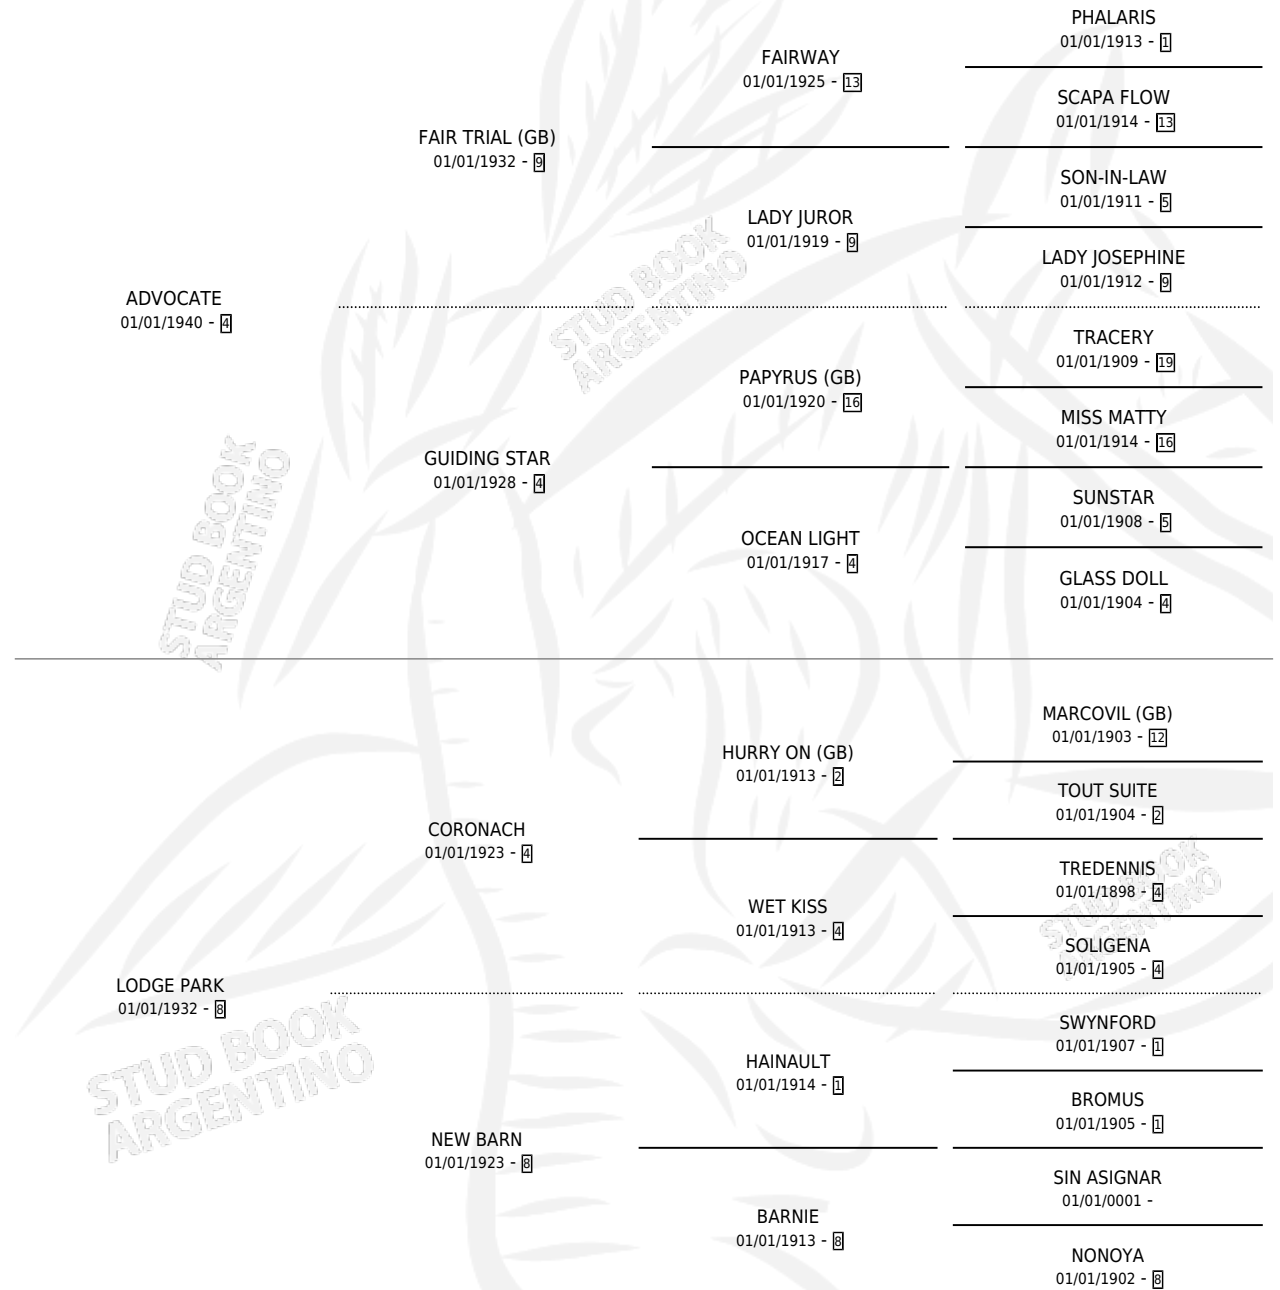 PHALARIS
01/01/1913 - 1
FAIRWAY
01/01/1925 - 13
SCAPA FLOW
01/01/1914 - 13
FAIR TRIAL (GB)
01/01/1932 - 9
SON-IN-LAW
01/01/1911 - 5
LADY JUROR
01/01/1919 - 9
LADY JOSEPHINE
01/01/1912 - 9
ADVOCATE
01/01/1940 - 4
TRACERY
01/01/1909 - 19
PAPYRUS (GB)
01/01/1920 - 16
MISS MATTY
01/01/1914 - 16
GUIDING STAR
01/01/1928 - 4
SUNSTAR
01/01/1908 - 5
OCEAN LIGHT
01/01/1917 - 4
GLASS DOLL
01/01/1904 - 4
MARCOVIL (GB)
01/01/1903 - 12
HURRY ON (GB)
01/01/1913 - 2
TOUT SUITE
01/01/1904 - 2
CORONACH
01/01/1923 - 4
TREDENNIS
01/01/1898 - 4
WET KISS
01/01/1913 - 4
SOLIGENA
01/01/1905 - 4
LODGE PARK
01/01/1932 - 8
SWYNFORD
01/01/1907 - 1
HAINAULT
01/01/1914 - 1
BROMUS
01/01/1905 - 1
NEW BARN
01/01/1923 - 8
SIN ASIGNAR
01/01/0001 -
BARNIE
01/01/1913 - 8
NONOYA
01/01/1902 - 8
STUD BOOK
ARGENTINO
STUD BOOK
ARGENTINO
STUD BOOK
ARGENTINO
STUD BOOK
ARGENTINO